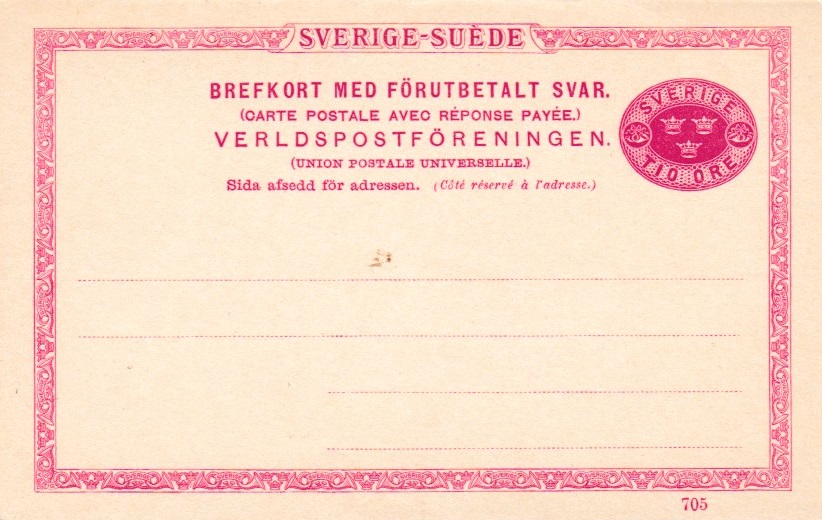 SVERIGE-SUÈDE
BREFKORT MED FÖRUTBETALT SVAR.
(CARTE POSTALE AVEC RÉPONSE PAYÉE.)
VERLDSPOSTFÖRENINGEN.
(UNION POSTALE UNIVERSELLE.)
Sida afsedd för adressen. (Côté réservé à l'adresse.)
SVERIGE
TIO ÖRE
705